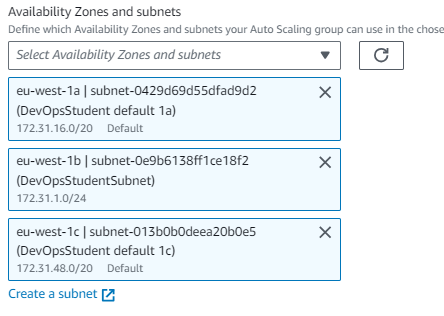 Availability Zones and subnets
Define which Availability Zones and subnets your Auto Scaling group can use in the chose
Select Availability Zones and subnets
eu-west-1a | subnet-0429d69d55dfad9d2
(DevOpsStudent default 1a)
172.31.16.0/20 Default
eu-west-1b | subnet-0e9b6138ff1ce18f2
(DevOpsStudentSubnet)
172.31.1.0/24
eu-west-1c | subnet-013b0b0deea20b0e5
(DevOpsStudent default 1c)
172.31.48.0/20 Default
Create a subnet